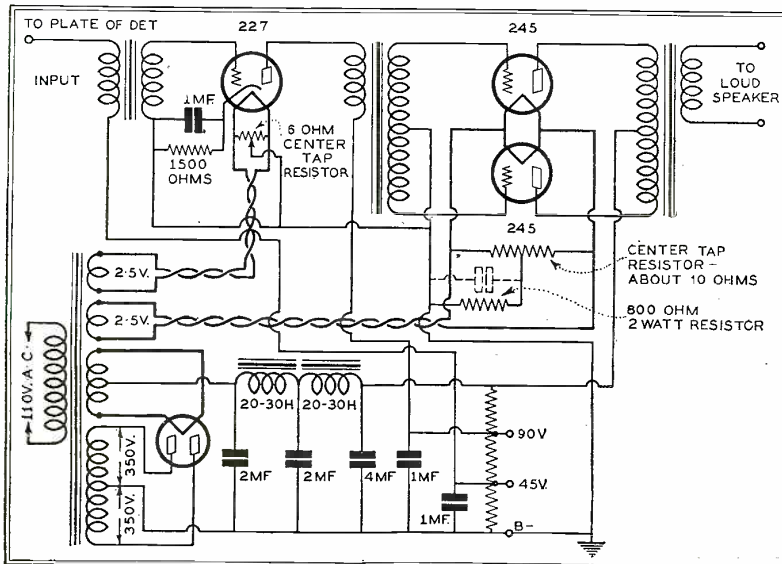 TO PLATE OF DET
227
245
INPUT
1MF.
1500
OHMS
6 OHM
CENTER
TAP
RESISTOR
TO
LOUD
SPEAKER
245
CENTER TAP
RESISTOR-
ABOUT 10 OHMS
800 OHM
2 WATT RESISTOR
2·5V.
2·5V.
110V. A·C·
20-30H
20-30H
350V.
350V.
2MF
2MF
4MF
1MF
1MF.
90V
45V.
B-